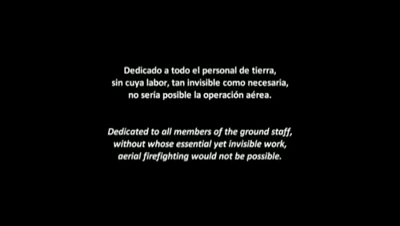 Dedicado a todo el personal de tierra,
sin cuya labor, tan invisible como necesaria,
no sería posible la operación aérea.
Dedicated to all members of the ground staff,
without whose essential yet invisible work,
aerial firefighting would not be possible.